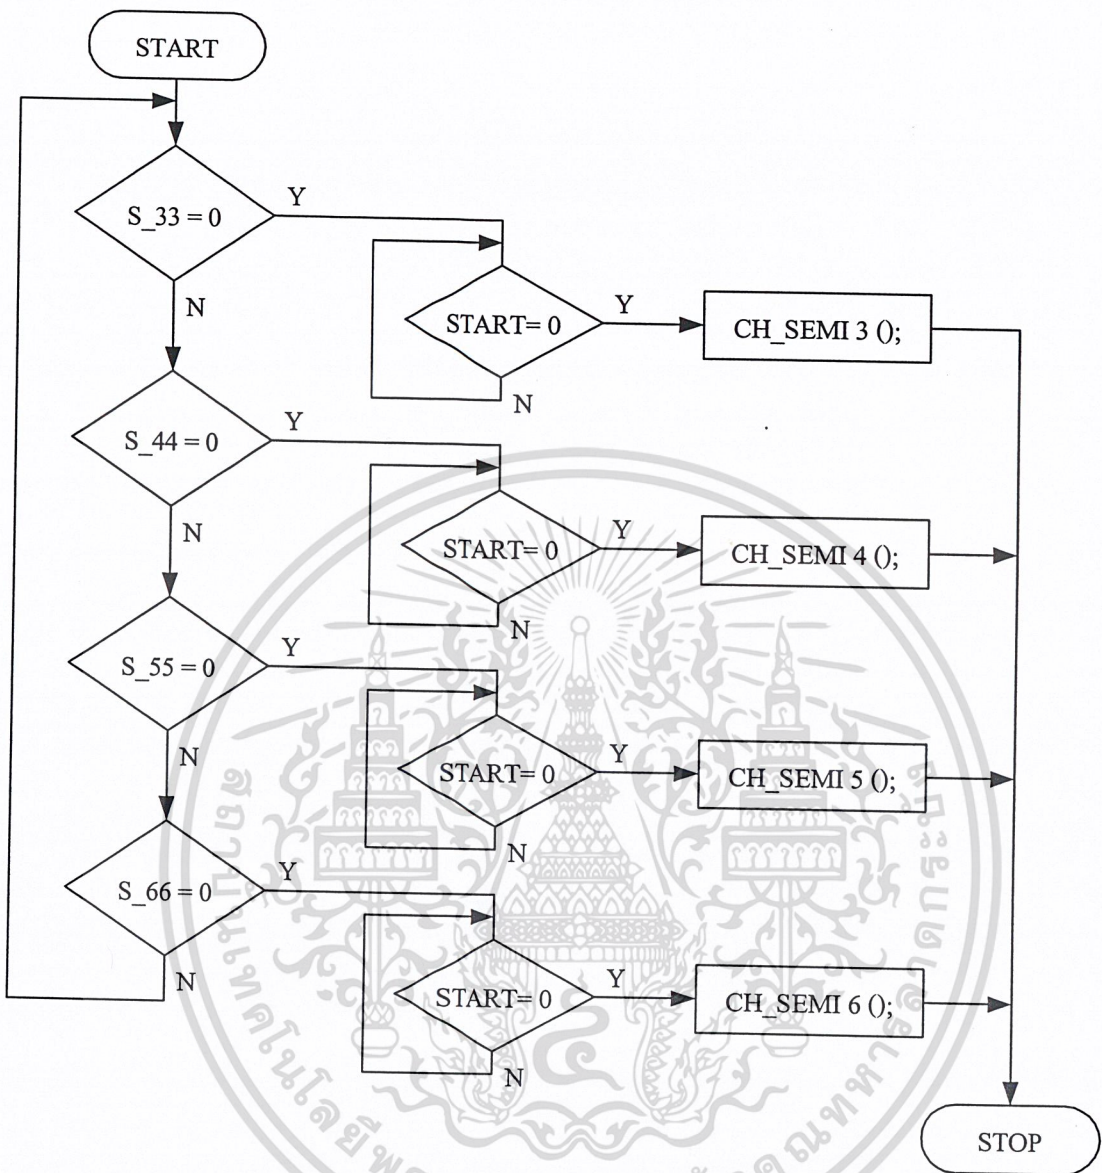 START
S_33 = 0
Y
N
START= 0
Y
N
CH_SEMI 3 ();
S_44 = 0
Y
N
START= 0
Y
N
CH_SEMI 4 ();
S_55 = 0
Y
N
START= 0
Y
N
CH_SEMI 5 ();
S_66 = 0
Y
N
START= 0
Y
N
CH_SEMI 6 ();
STOP